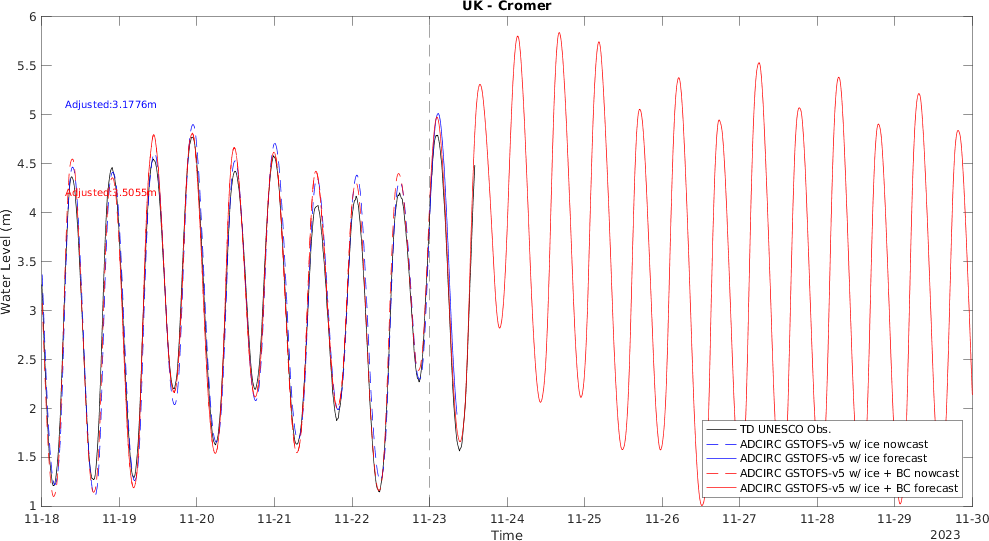 UK - Cromer
6
5.5
5
4.5
4
3.5
3
2.5
2
1.5
1
Water Level (m)
Adjusted:3.1776m
Adjusted:3.5055m
TD UNESCO Obs.
ADCIRC GSTOFS-v5 w/ ice nowcast
ADCIRC GSTOFS-v5 w/ ice forecast
ADCIRC GSTOFS-v5 w/ ice + BC nowcast
ADCIRC GSTOFS-v5 w/ ice + BC forecast
11-18 11-19 11-20 11-21 11-22 11-23 11-24 11-25 11-26 11-27 11-28 11-29 11-30
Time
2023